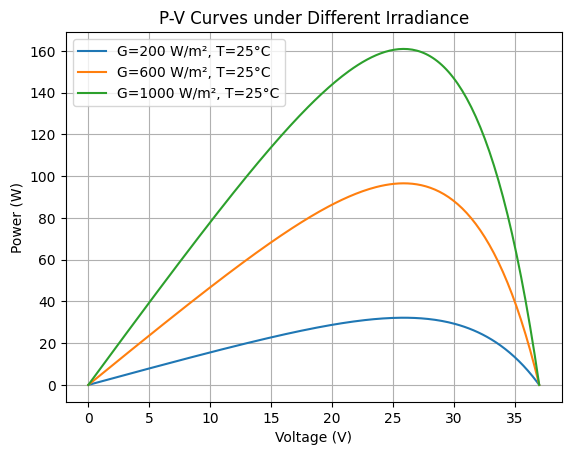 P-V Curves under Different Irradiance
G=200 W/m², T=25°C
G=600 W/m², T=25°C
G=1000 W/m², T=25°C
160
140
120
100
80
60
40
20
0
Power (W)
0 5 10 15 20 25 30 35
Voltage (V)